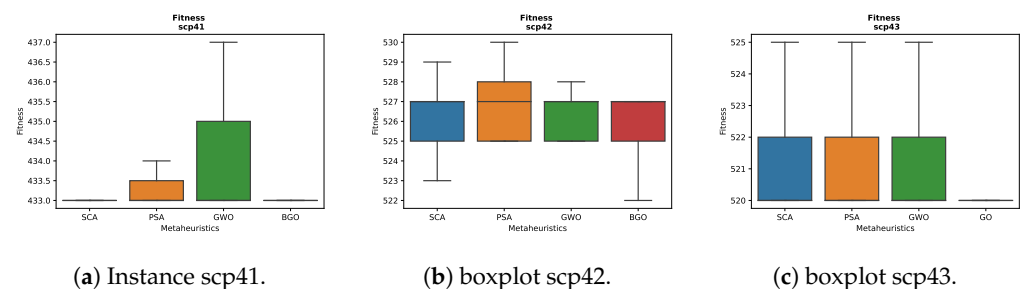 Fitness
scp41
437.0
436.5
436.0
435.5
435.0
434.5
434.0
433.5
433.0
Fitness
SCA PSA GWO BGO
Metaheuristics
Fitness
scp42
530
529
528
527
526
525
524
523
522
Fitness
SCA PSA GWO BGO
Metaheuristics
Fitness
scp43
525
524
523
522
521
520
Fitness
SCA PSA GWO GO
Metaheuristics
(a) Instance scp41.
(b) boxplot scp42.
(c) boxplot scp43.